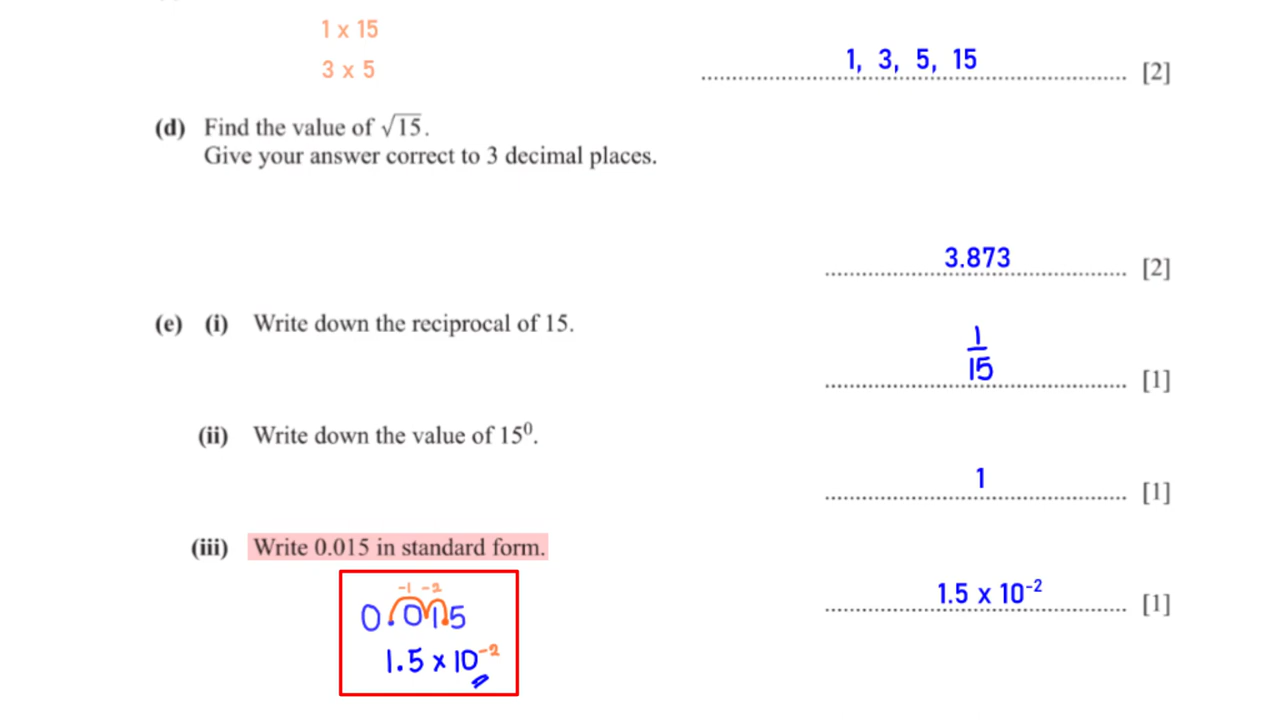 1 x 15
3 x 5
1, 3, 5, 15 [2]
(d) Find the value of √15.
Give your answer correct to 3 decimal places.
3.873 [2]
(e) (i) Write down the reciprocal of 15.
1/15 [1]
(ii) Write down the value of 15⁰.
1 [1]
(iii) Write 0.015 in standard form.
-1 -2
0.015
1.5 x 10⁻² [1]
1.5 x 10⁻²